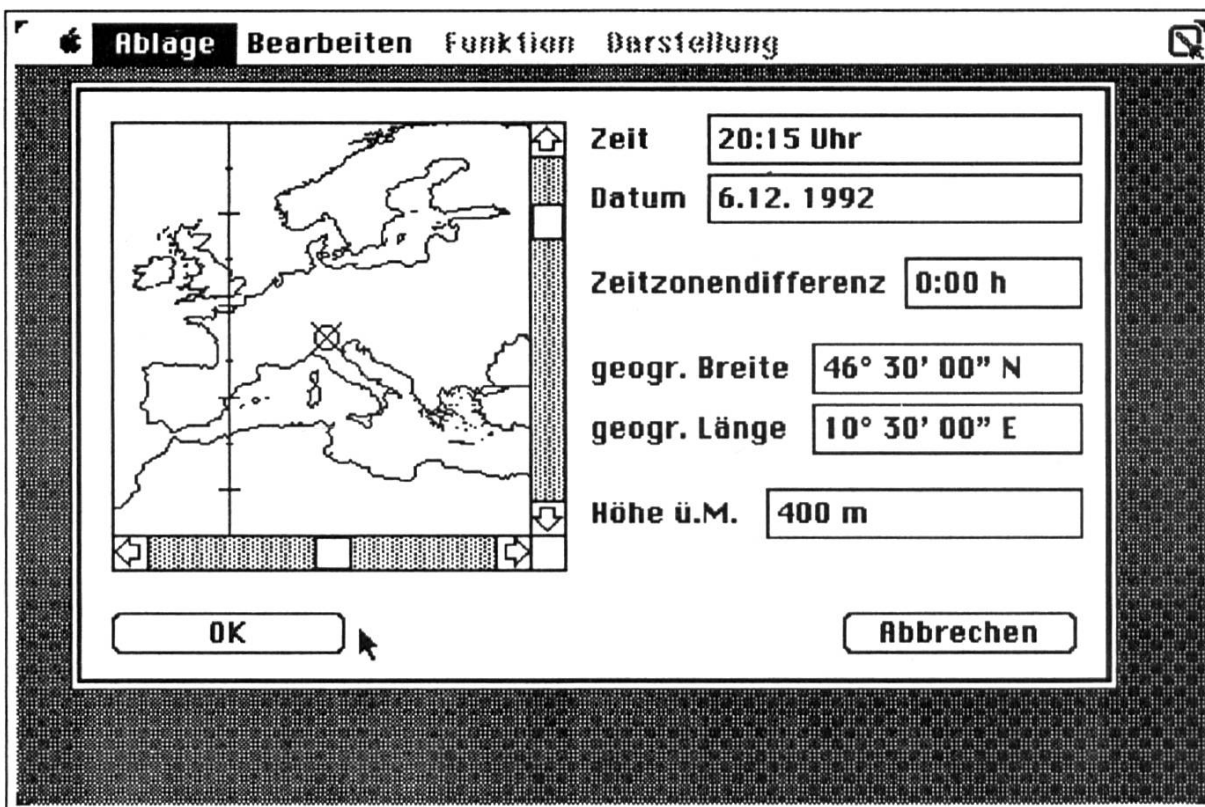 Ablage Bearbeiten Funktion Darstellung
Zeit 20:15 Uhr
Datum 6.12. 1992
Zeitzonendifferenz 0:00 h
geogr. Breite 46° 30' 00" N
geogr. Länge 10° 30' 00" E
Höhe ü.M. 400 m
OK Abbrechen